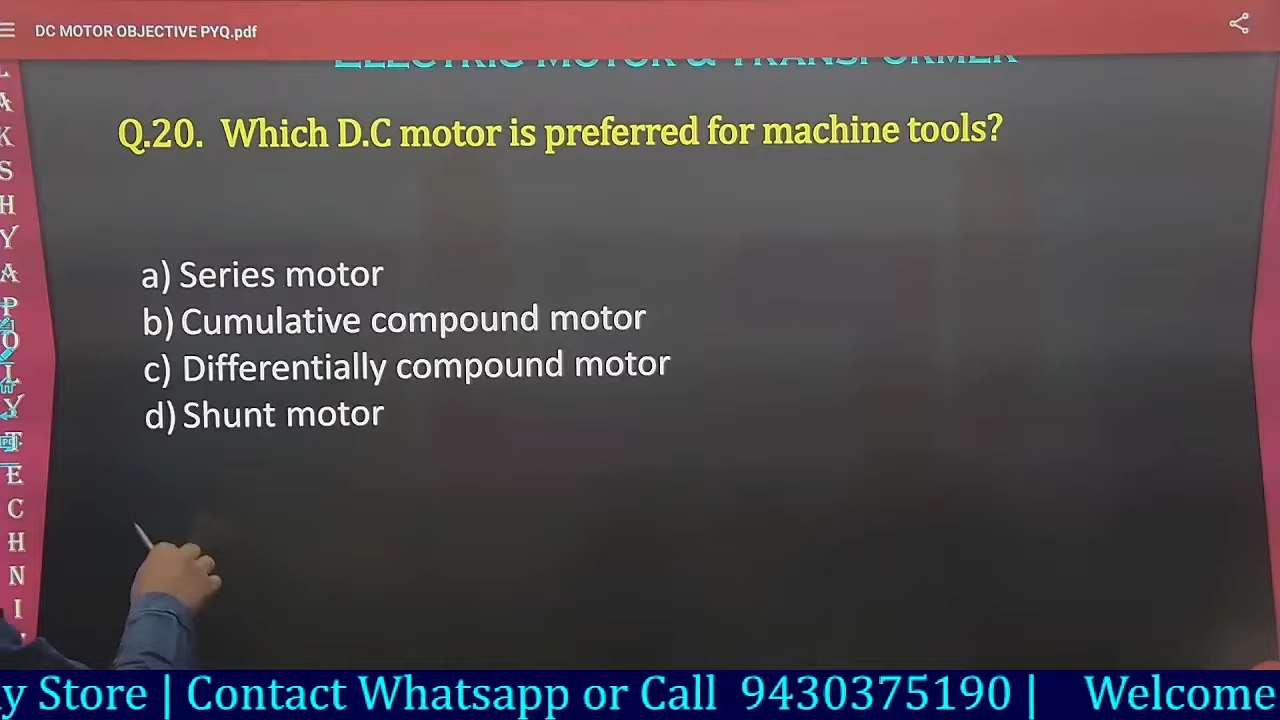 DC MOTOR OBJECTIVE PYQ.pdf
ELECTRIC MOTOR & TRANSFORMER
Q.20. Which D.C motor is preferred for machine tools?
a) Series motor
b) Cumulative compound motor
c) Differentially compound motor
d) Shunt motor
L
A
K
S
H
Y
A
P
O
L
Y
T
E
C
H
N
I
y Store | Contact Whatsapp or Call 9430375190 | Welcome